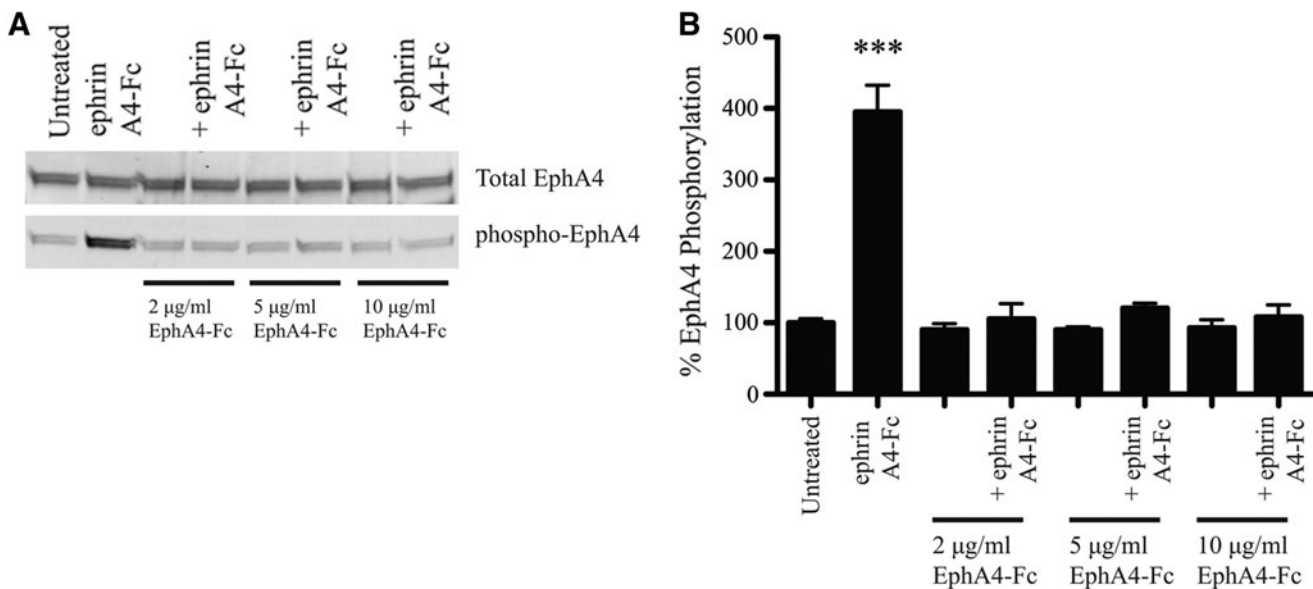 A
Untreated
ephrin
A4-Fc
+ ephrin
A4-Fc
+ ephrin
A4-Fc
+ ephrin
A4-Fc
Total EphA4
phospho-EphA4
2 μg/ml
EphA4-Fc
5 μg/ml
EphA4-Fc
10 μg/ml
EphA4-Fc
B
% EphA4 Phosphorylation
500
400
300
200
100
0
***
Untreated
ephrin
A4-Fc
+ ephrin
A4-Fc
+ ephrin
A4-Fc
+ ephrin
A4-Fc
2 μg/ml
EphA4-Fc
5 μg/ml
EphA4-Fc
10 μg/ml
EphA4-Fc